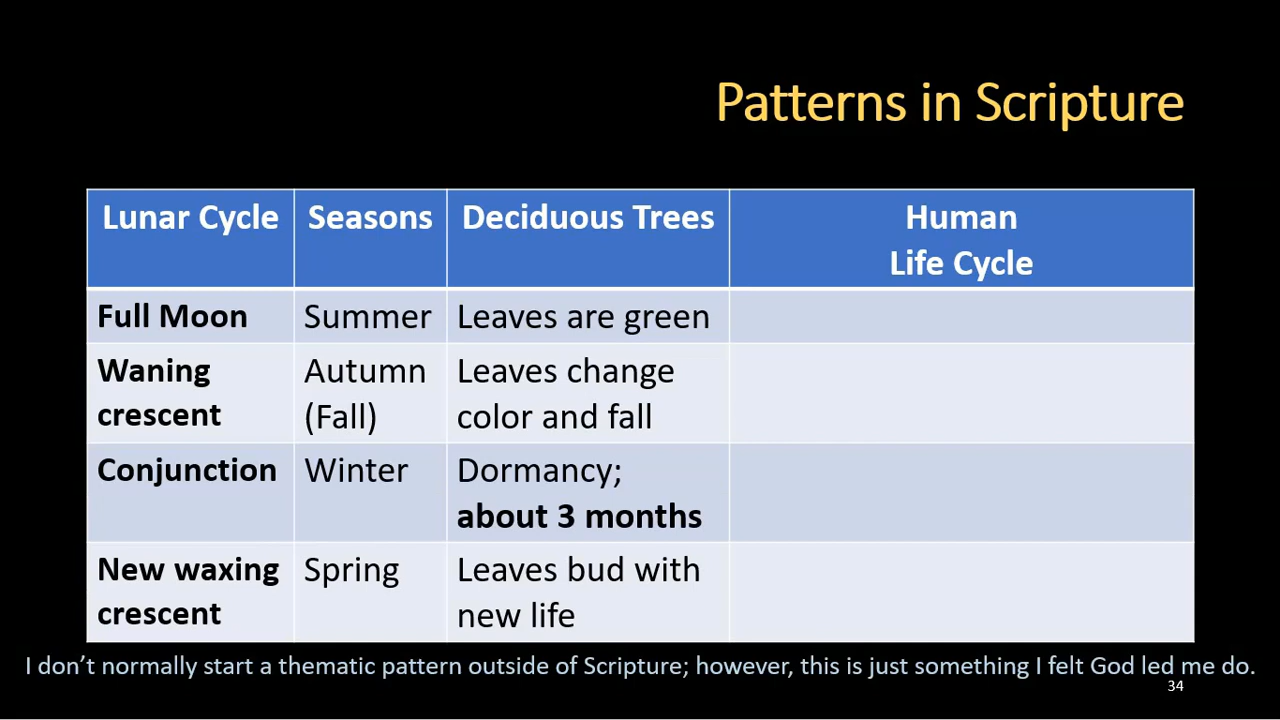 Patterns in Scripture
Lunar Cycle Seasons Deciduous Trees Human
Life Cycle
Full Moon Summer Leaves are green
Waning Autumn Leaves change
crescent (Fall) color and fall
Conjunction Winter Dormancy;
about 3 months
New waxing Spring Leaves bud with
crescent new life
I don’t normally start a thematic pattern outside of Scripture; however, this is just something I felt God led me do.
34